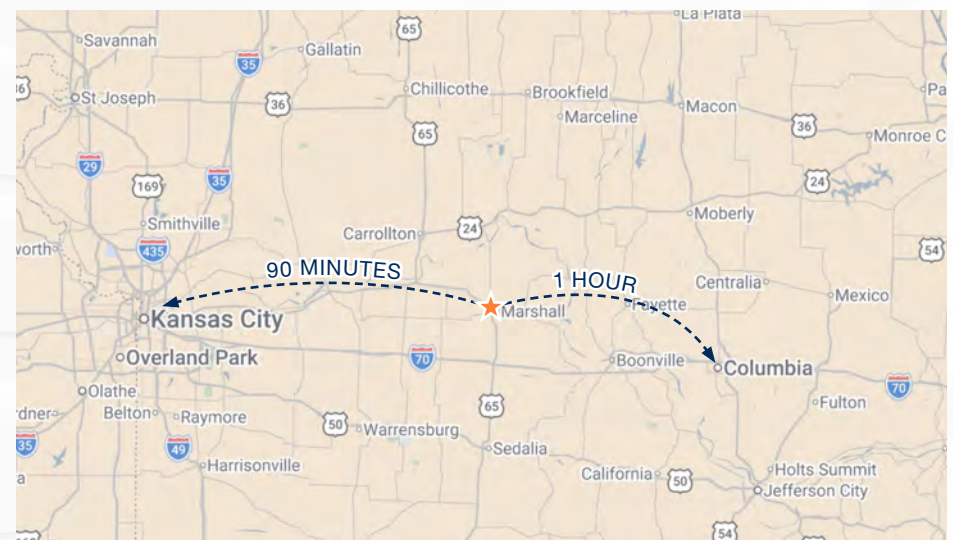 65
La Plata
Savannah
Gallatin
35
Chillicothe
Brookfield
36
St Joseph
36
Macon
Marceline
36
65
Monroe C
29
169
35
24
Moberly
Smithville
24
Carrollton
435
54
90 MINUTES
1 HOUR
Centralia
Mexico
Marshall
Fayette
Kansas City
Overland Park
70
Boonville
Columbia
70
Olathe
Belton
Raymore
65
Fulton
50
Warrensburg
35
49
Sedalia
Harrisonville
California
50
Holts Summit
Jefferson City
54